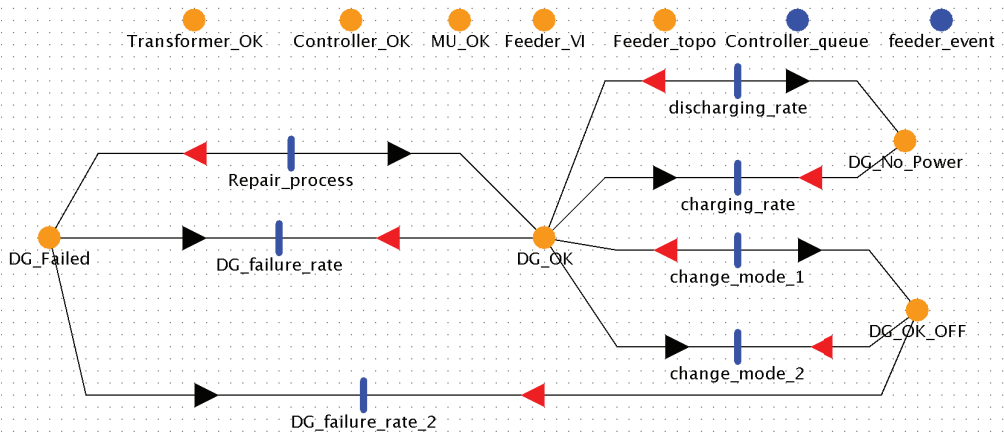 Transformer_OK
Controller_OK
MU_OK
Feeder_VI
Feeder_topo
Controller_queue
feeder_event
discharging_rate
DG_No_Power
Repair_process
charging_rate
DG_Failed
DG_failure_rate
DG_OK
change_mode_1
DG_OK_OFF
change_mode_2
DG_failure_rate_2